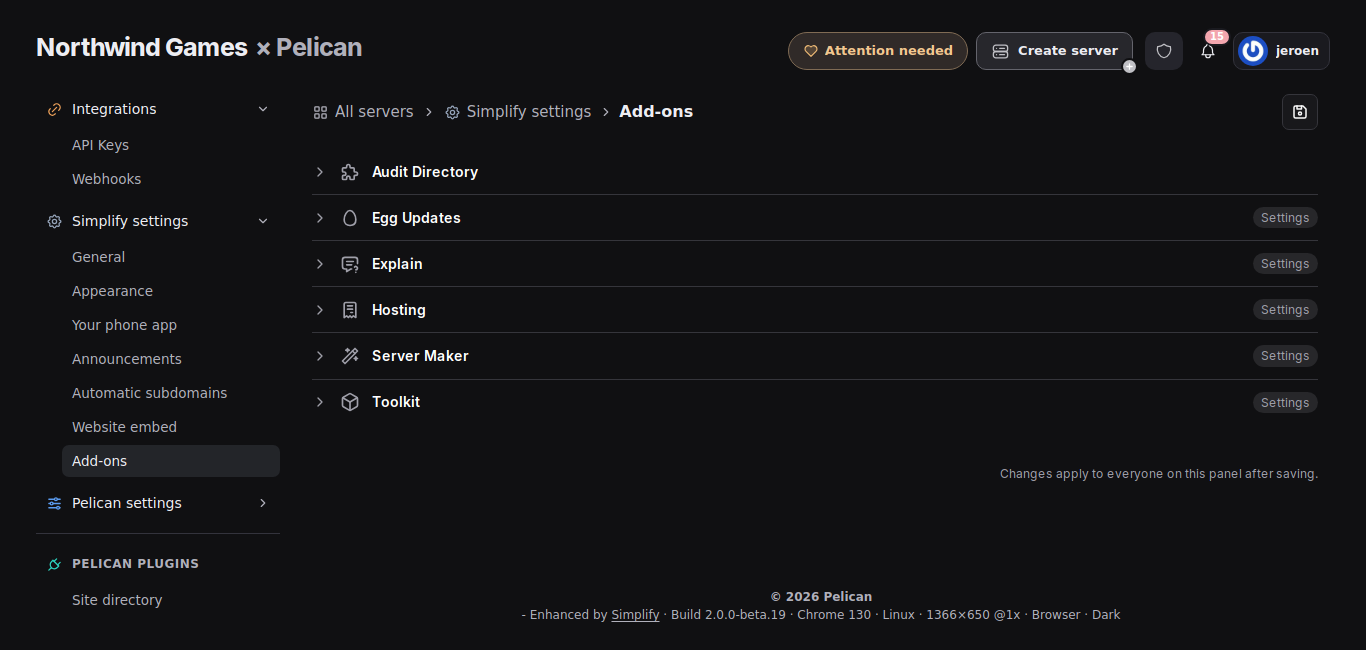 Northwind Games × Pelican
Attention needed
Create server
15
jeroen
Integrations
API Keys
Webhooks
Simplify settings
General
Appearance
Your phone app
Announcements
Automatic subdomains
Website embed
Add-ons
Pelican settings
PELICAN PLUGINS
Site directory
All servers › Simplify settings › Add-ons
Audit Directory
Egg Updates Settings
Explain Settings
Hosting Settings
Server Maker Settings
Toolkit Settings
Changes apply to everyone on this panel after saving.
© 2026 Pelican
- Enhanced by Simplify · Build 2.0.0-beta.19 · Chrome 130 · Linux · 1366×650 @1x · Browser · Dark